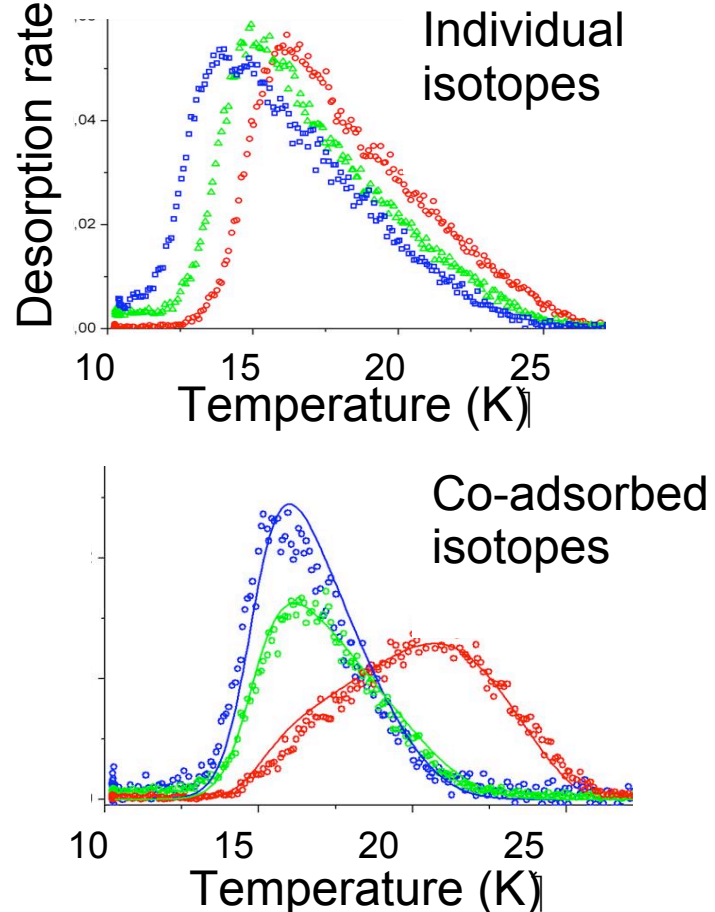 Individual
isotopes
Desorption rate
,04
,02
,00
10 15 20 25
Temperature (K)
Co-adsorbed
isotopes
10 15 20 25
Temperature (K)